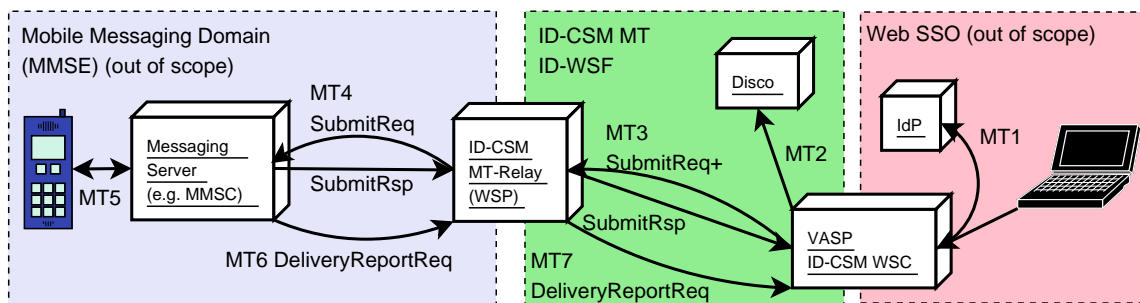 Mobile Messaging Domain
(MMSE) (out of scope)
MT5
Messaging
Server
(e.g. MMSC)
MT4
SubmitReq
SubmitRsp
MT6 DeliveryReportReq
ID-CSM
MT-Relay
(WSP)
ID-CSM MT
ID-WSF
Disco
MT3
SubmitReq+
MT2
SubmitRsp
MT7
DeliveryReportReq
VASP
ID-CSM WSC
Web SSO (out of scope)
IdP
MT1